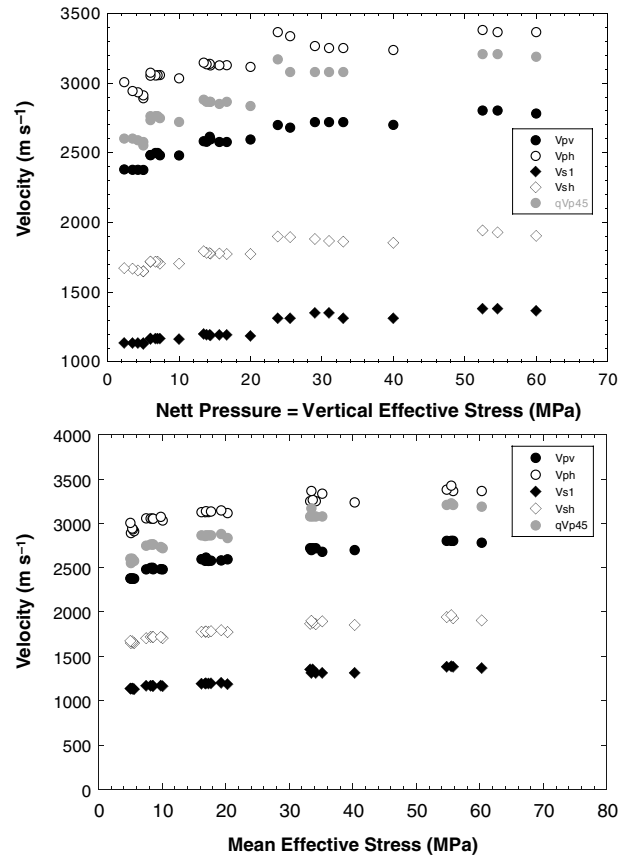 3500
3000
2500
2000
1500
1000
Velocity (m s−1)
Vpv
Vph
Vs1
Vsh
qVp45
0 10 20 30 40 50 60 70
Nett Pressure = Vertical Effective Stress (MPa)
4000
3500
3000
2500
2000
1500
1000
500
0
Velocity (m s−1)
Vpv
Vph
Vs1
Vsh
qVp45
0 10 20 30 40 50 60 70 80
Mean Effective Stress (MPa)